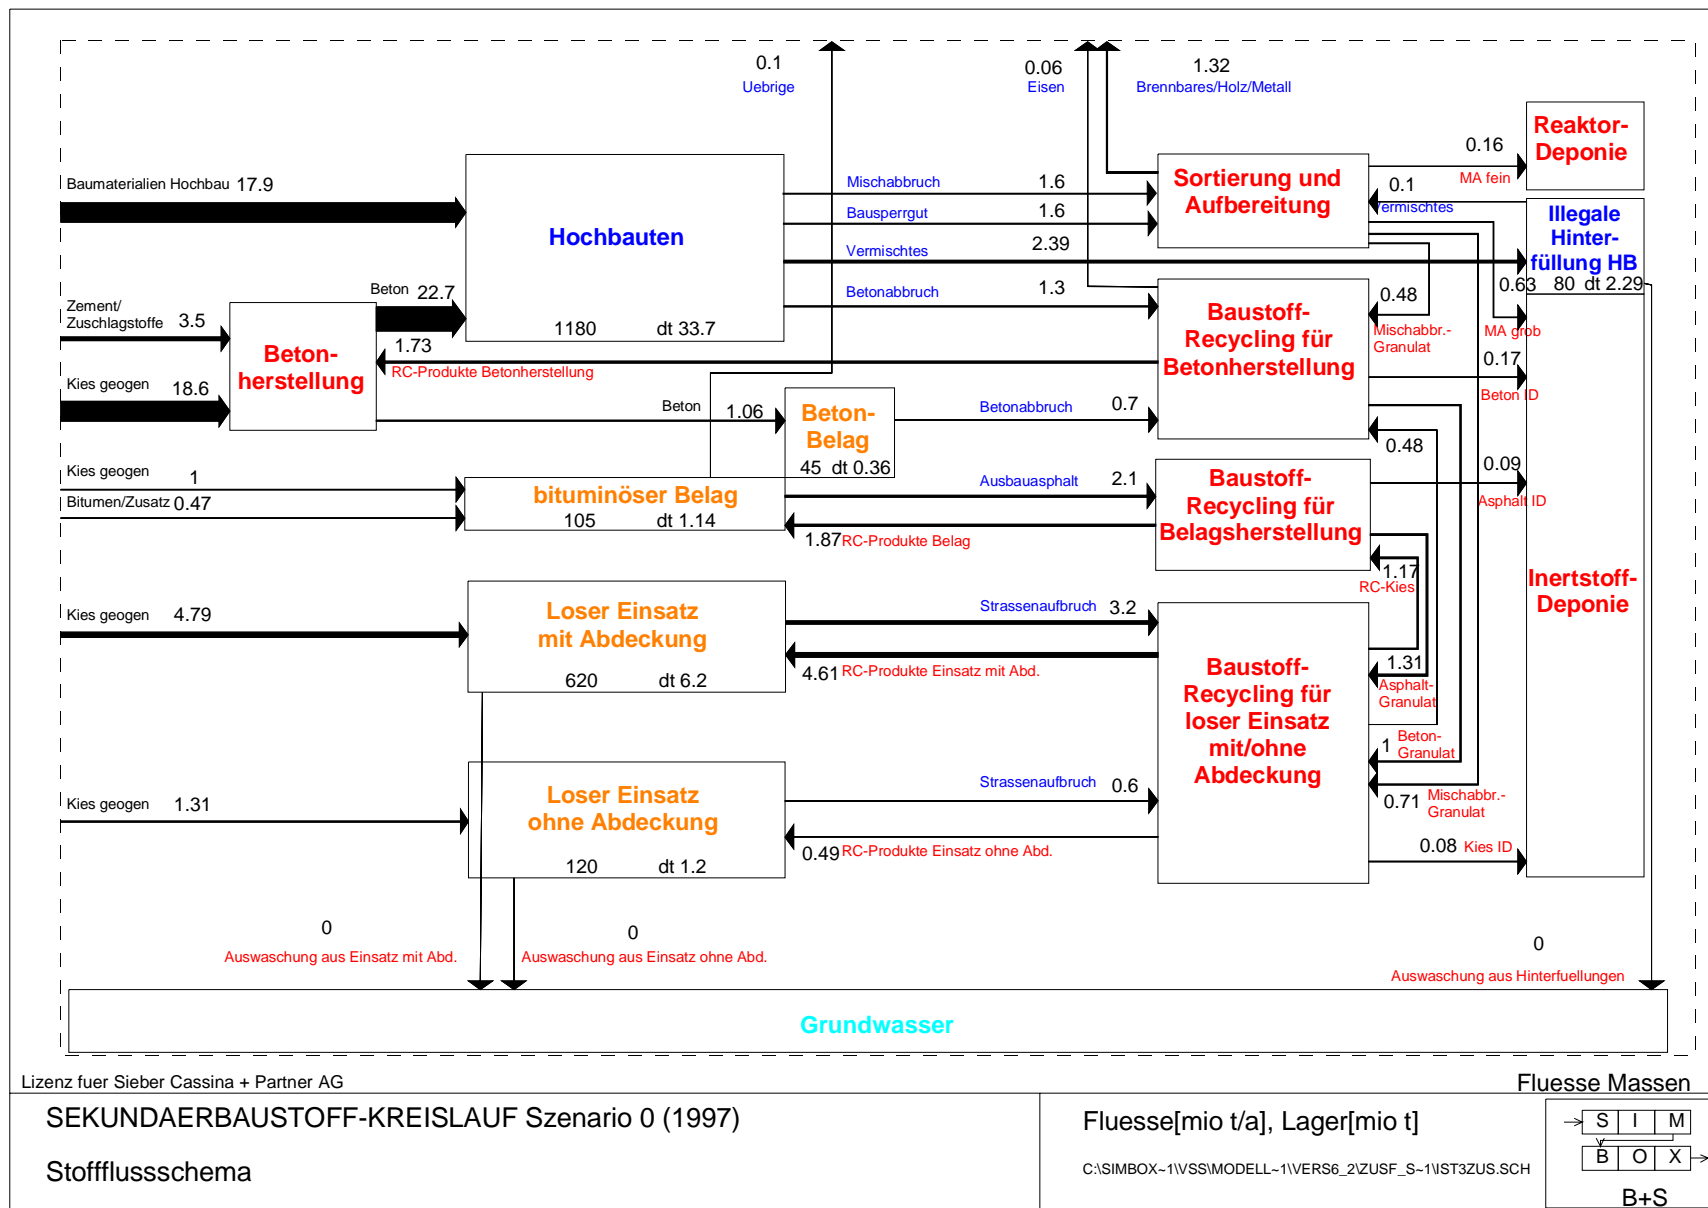 0.1
Uebrige
0.06
Eisen
1.32
Brennbares/Holz/Metall
Reaktor-
Deponie
0.16
MA fein
Baumaterialien Hochbau 17.9
Hochbauten
1180 dt 33.7
Mischabbruch 1.6
Bausperrgut 1.6
Vermischtes 2.39
Betonabbruch 1.3
Sortierung und
Aufbereitung
0.1
Vermischtes
Illegale
Hinter-
füllung HB
80 dt 2.29
0.63
MA grob
Zement/
Zuschlagstoffe 3.5
Beton 22.7
Beton-
herstellung
1.73
RC-Produkte Betonherstellung
Kies geogen 18.6
Baustoff-
Recycling für
Betonherstellung
0.48
Mischabbr.-
Granulat
0.17
Beton ID
Beton 1.06
Beton-
Belag
45 dt 0.36
Betonabbruch 0.7
0.48
Kies geogen 1
Bitumen/Zusatz 0.47
bituminöser Belag
105 dt 1.14
Ausbauasphalt 2.1
1.87 RC-Produkte Belag
Baustoff-
Recycling für
Belagsherstellung
0.09
Asphalt ID
1.17
RC-Kies
Inertstoff-
Deponie
Kies geogen 4.79
Loser Einsatz
mit Abdeckung
620 dt 6.2
Strassenaufbruch 3.2
4.61 RC-Produkte Einsatz mit Abd.
Baustoff-
Recycling für
loser Einsatz
mit/ohne
Abdeckung
1.31
Asphalt-
Granulat
1 Beton-
Granulat
0.71 Mischabbr.-
Granulat
Kies geogen 1.31
Loser Einsatz
ohne Abdeckung
120 dt 1.2
Strassenaufbruch 0.6
0.49 RC-Produkte Einsatz ohne Abd.
0.08 Kies ID
0
Auswaschung aus Einsatz mit Abd.
0
Auswaschung aus Einsatz ohne Abd.
0
Auswaschung aus Hinterfuellungen
Grundwasser
Lizenz fuer Sieber Cassina + Partner AG
Fluesse Massen
SEKUNDAERBAUSTOFF-KREISLAUF Szenario 0 (1997)
Stoffflussschema
Fluesse[mio t/a], Lager[mio t]
C:\SIMBOX~1\VSS\MODELL~1\VERS6_2\ZUSF_S~1\IST3ZUS.SCH
S I M
B O X
B+S